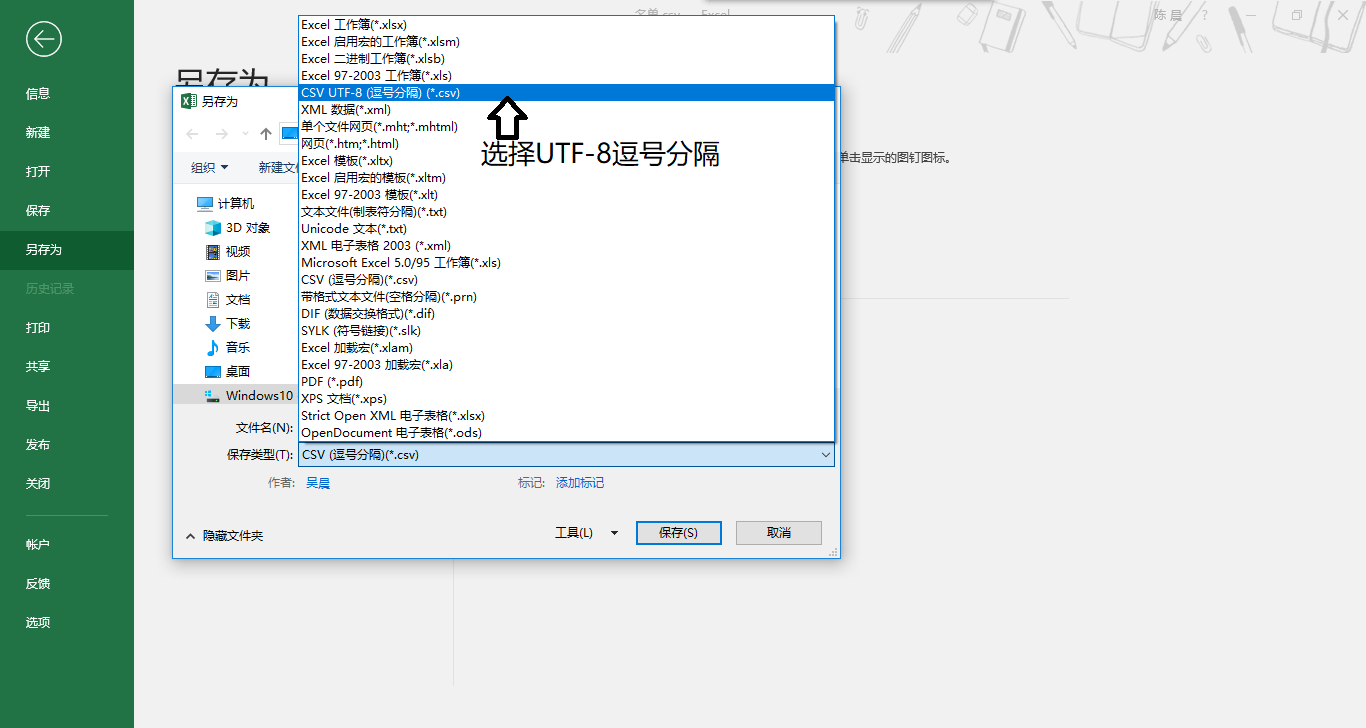 名单.csv - Excel
陈 晨
?
信息
新建
打开
保存
另存为
历史记录
打印
共享
导出
发布
关闭
帐户
反馈
选项
另存为
单击显示的图钉图标。
另存为
组织
新建文
计算机
3D 对象
视频
图片
文档
下载
音乐
桌面
Windows10
Excel 工作簿(*.xlsx)
Excel 启用宏的工作簿(*.xlsm)
Excel 二进制工作簿(*.xlsb)
Excel 97-2003 工作簿(*.xls)
CSV UTF-8 (逗号分隔) (*.csv)
XML 数据(*.xml)
单个文件网页(*.mht;*.mhtml)
网页(*.htm;*.html)
Excel 模板(*.xltx)
Excel 启用宏的模板(*.xltm)
Excel 97-2003 模板(*.xlt)
文本文件(制表符分隔)(*.txt)
Unicode 文本(*.txt)
XML 电子表格 2003 (*.xml)
Microsoft Excel 5.0/95 工作簿(*.xls)
CSV (逗号分隔)(*.csv)
带格式文本文件(空格分隔)(*.prn)
DIF (数据交换格式)(*.dif)
SYLK (符号链接)(*.slk)
Excel 加载宏(*.xlam)
Excel 97-2003 加载宏(*.xla)
PDF (*.pdf)
XPS 文档(*.xps)
Strict Open XML 电子表格(*.xlsx)
OpenDocument 电子表格(*.ods)
选择UTF-8逗号分隔
文件名(N):
保存类型(T): CSV (逗号分隔)(*.csv)
作者: 吴晨 标记: 添加标记
隐藏文件夹 工具(L) 保存(S) 取消